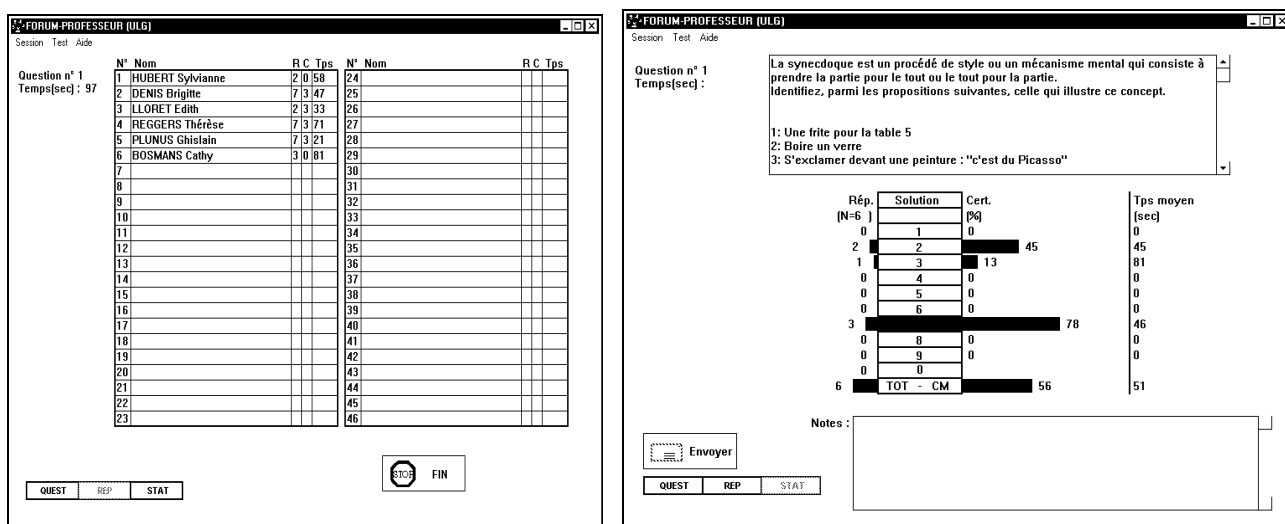 FORUM-PROFESSEUR (ULG)
Session Test Aide
Question n° 1
Temps(sec) : 97
N° Nom R C Tps N° Nom R C Tps
1 HUBERT Sylvianne 2 0 58 24
2 DENIS Brigitte 7 3 47 25
3 LLORET Edith 2 3 33 26
4 REGGERS Thérèse 7 3 71 27
5 PLUNUS Ghislain 7 3 21 28
6 BOSMANS Cathy 3 0 81 29
7 30
8 31
9 32
10 33
11 34
12 35
13 36
14 37
15 38
16 39
17 40
18 41
19 42
20 43
21 44
22 45
23 46
STOP FIN
QUEST REP STAT
FORUM-PROFESSEUR (ULG)
Session Test Aide
Question n° 1
Temps(sec) :
La synecdoque est un procédé de style ou un mécanisme mental qui consiste à
prendre la partie pour le tout ou le tout pour la partie.
Identifiez, parmi les propositions suivantes, celle qui illustre ce concept.
1: Une frite pour la table 5
2: Boire un verre
3: S'exclamer devant une peinture : "c'est du Picasso"
Rép. Solution Cert. Tps moyen
(N=6 ) (%) (sec)
0 1 0 0
2 2 45 45
1 3 13 81
0 4 0 0
0 5 0 0
0 6 0 0
3 78 46
0 8 0 0
0 9 0 0
0 0
6 TOT - CM 56 51
Notes :
Envoyer
QUEST REP STAT